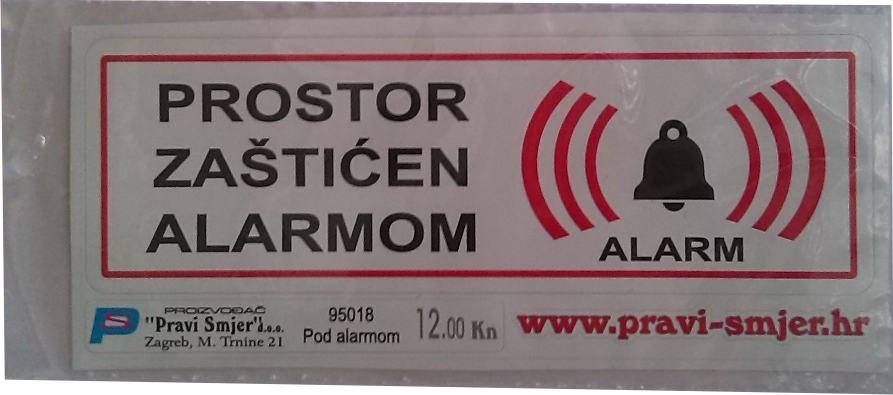 PROSTOR
ZAŠTIĆEN
ALARMOM
ALARM
PROIZVOĐAČ
"Pravi Smjer" d.o.o.
Zagreb, M. Trnine 21
95018
Pod alarmom
12.00 Kn
www.pravi-smjer.hr